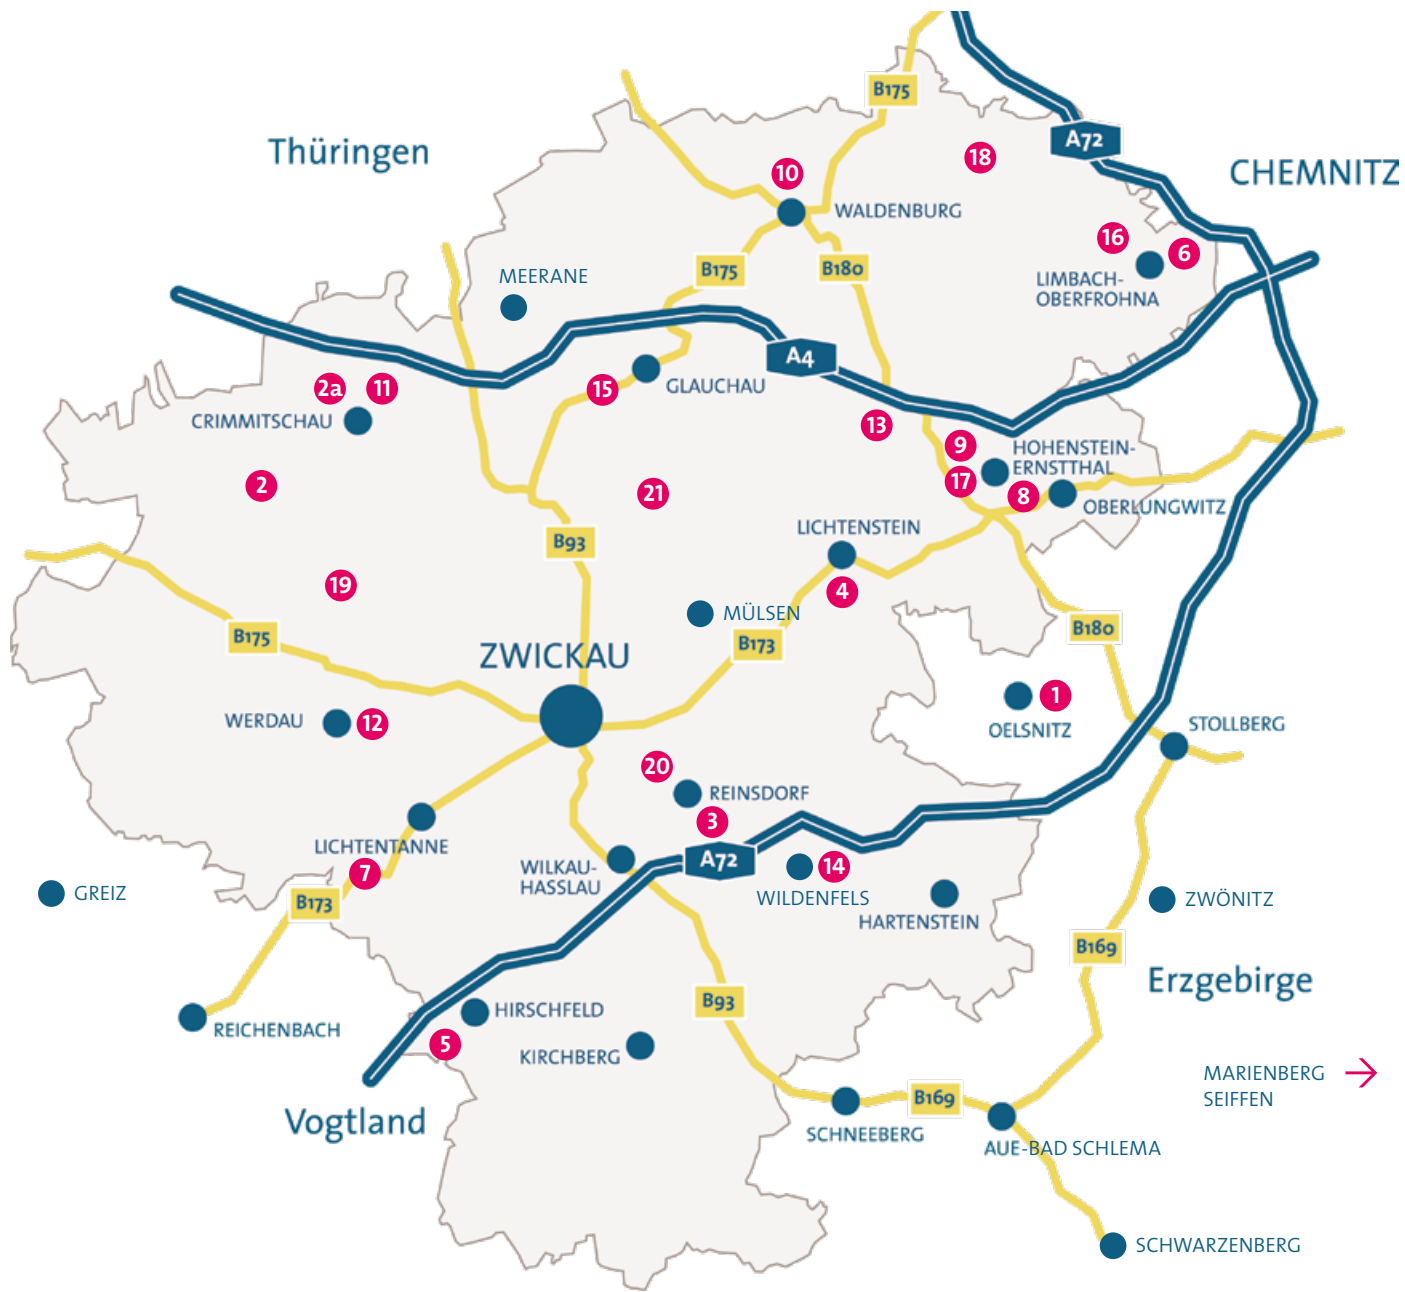 B175
A72
Thüringen
18
CHEMNITZ
10
WALDENBURG
16
6
B175
B180
MEERANE
LIMBACH-
OBERFROHNA
A4
2a
11
15
GLAUCHAU
CRIMMITSCHAU
13
9
HOHENSTEIN-
ERNSTTHAL
17
8
2
21
OBERLUNGWITZ
LICHTENSTEIN
B93
19
4
MÜLSEN
B175
B173
B180
ZWICKAU
1
WERDAU
12
OELSNITZ
STOLLBERG
20
REINSDORF
3
LICHTENTANNE
A72
7
WILKAU-
HASSLAU
14
WILDENFELS
GREIZ
B173
HARTENSTEIN
ZWÖNITZ
B169
Erzgebirge
B93
HIRSCHFELD
REICHENBACH
5
KIRCHBERG
MARIENBERG
SEIFFEN
B169
Vogtland
SCHNEEBERG
AUE-BAD SCHLEMA
SCHWARZENBERG